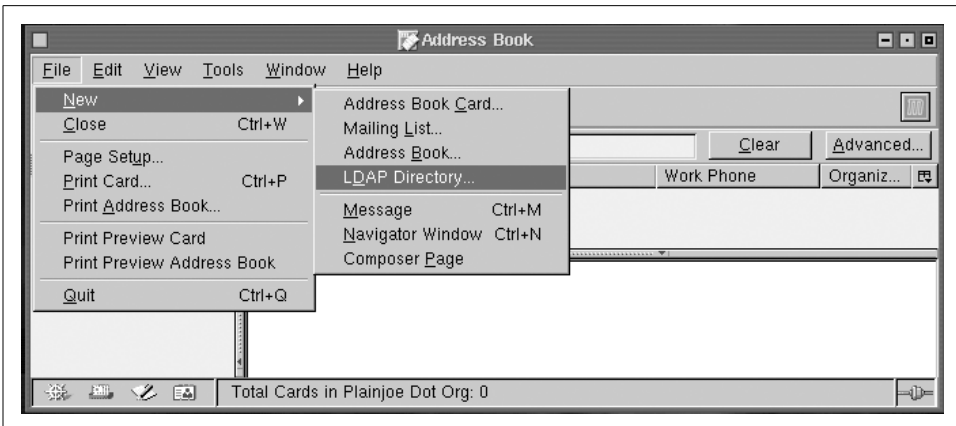 Address Book
File Edit View Tools Window Help
New
Close Ctrl+W
Page Setup...
Print Card... Ctrl+P
Print Address Book...
Print Preview Card
Print Preview Address Book
Quit Ctrl+Q
Address Book Card...
Mailing List...
Address Book...
LDAP Directory...
Message Ctrl+M
Navigator Window Ctrl+N
Composer Page
Clear Advanced...
Work Phone Organiz...
Total Cards in Plainjoe Dot Org: 0